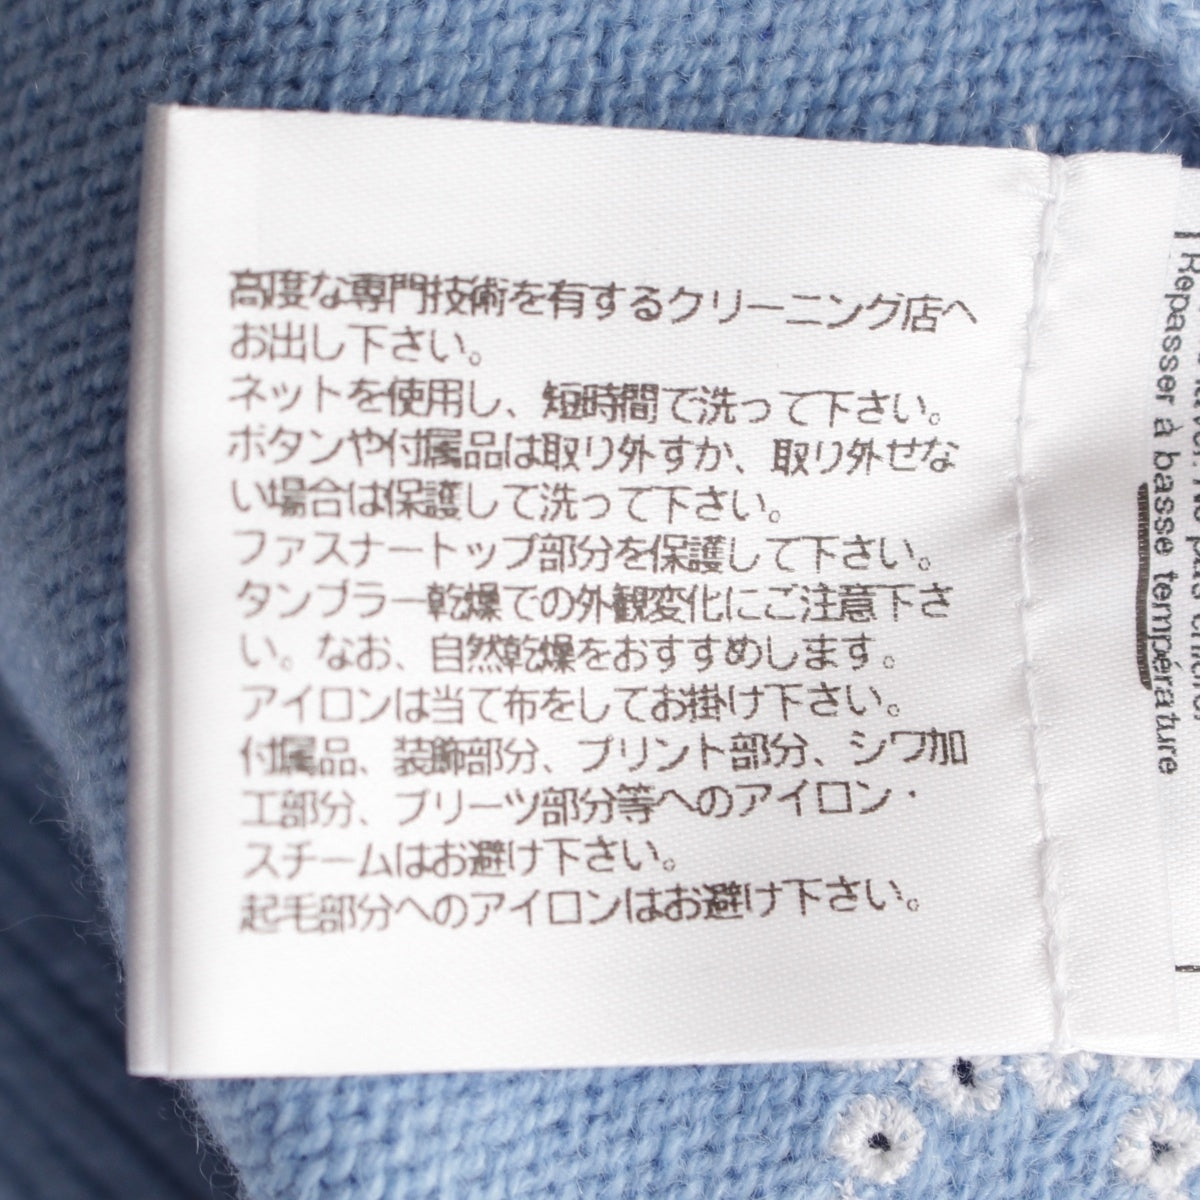 高度な専門技術を有するクリーニング店へ
お出し下さい。
ネットを使用し、短時間で洗って下さい。
ボタンや付属品は取り外すか、取り外せな
い場合は保護して洗って下さい。
ファスナートップ部分を保護して下さい。
タンブラー乾燥での外観変化にご注意下さ
い。なお、自然乾燥をおすすめします。
アイロンは当て布をしてお掛け下さい。
付属品、装飾部分、プリント部分、シワ加
工部分、プリーツ部分等へのアイロン・
スチームはお避け下さい。
起毛部分へのアイロンはお避け下さい。
Repasser à basse température